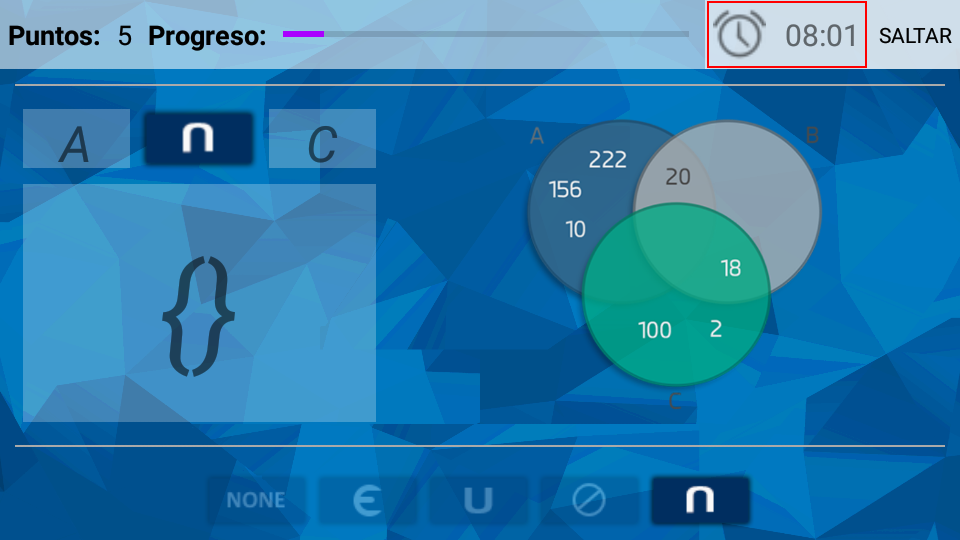 Puntos: 5 Progreso: 08:01 SALTAR
A ∩ C
{}
A B
222
156
20
10
18
100 2
C
NONE ∈ U ∅ ∩